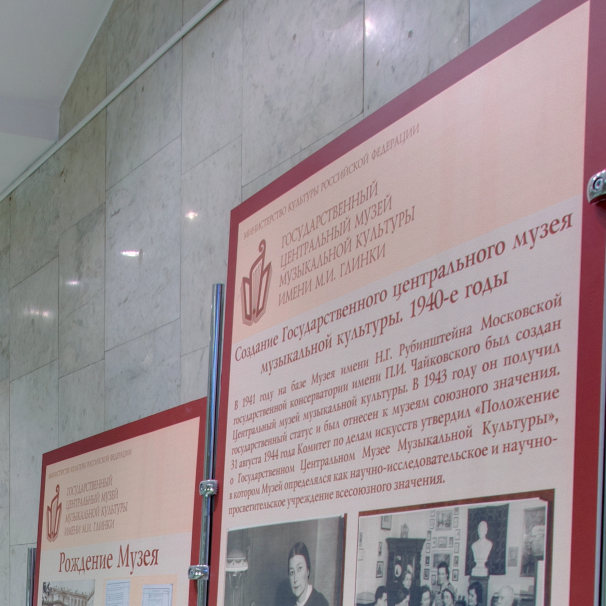 МИНИСТЕРСТВО КУЛЬТУРЫ РОССИЙСКОЙ ФЕДЕРАЦИИ
ГОСУДАРСТВЕННЫЙ
ЦЕНТРАЛЬНЫЙ МУЗЕЙ
МУЗЫКАЛЬНОЙ КУЛЬТУРЫ
ИМЕНИ М.И. ГЛИНКИ
Создание Государственного центрального музея
музыкальной культуры. 1940-е годы
В 1941 году на базе Музея имени Н.Г. Рубинштейна Московской
государственной консерватории имени П.И. Чайковского был создан
Центральный музей музыкальной культуры. В 1943 году он получил
государственный статус и был отнесен к музеям союзного значения.
31 августа 1944 года Комитет по делам искусств утвердил «Положение
о Государственном Центральном Музее Музыкальной Культуры»,
в котором Музей определялся как научно-исследовательское и научно-
просветительское учреждение всесоюзного значения.
МИНИСТЕРСТВО КУЛЬТУРЫ РОССИЙСКОЙ ФЕДЕРАЦИИ
ГОСУДАРСТВЕННЫЙ
ЦЕНТРАЛЬНЫЙ МУЗЕЙ
МУЗЫКАЛЬНОЙ КУЛЬТУРЫ
ИМЕНИ М.И. ГЛИНКИ
Рождение Музея